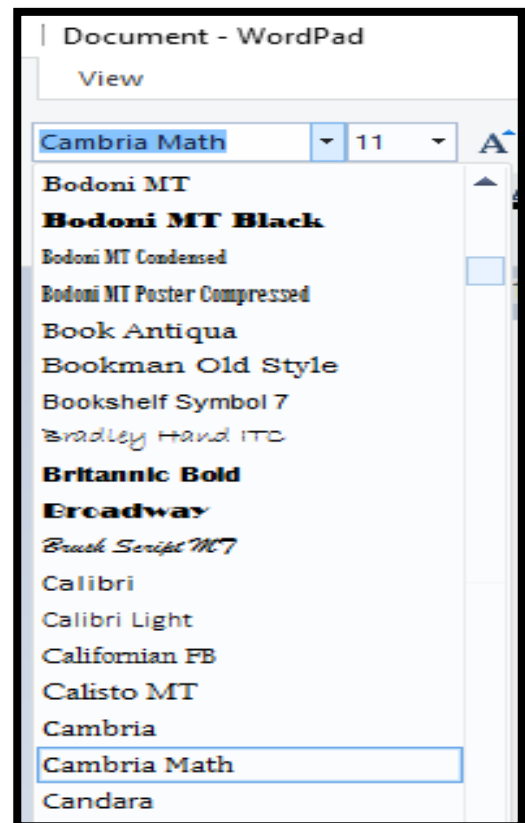 Document - WordPad
View
Cambria Math 11 A
Bodoni MT
Bodoni MT Black
Bodoni MT Condensed
Bodoni MT Poster Compressed
Book Antiqua
Bookman Old Style
Bookshelf Symbol 7
Bradley Hand ITC
Britannic Bold
Broadway
Brush Script MT
Calibri
Calibri Light
Californian FB
Calisto MT
Cambria
Cambria Math
Candara